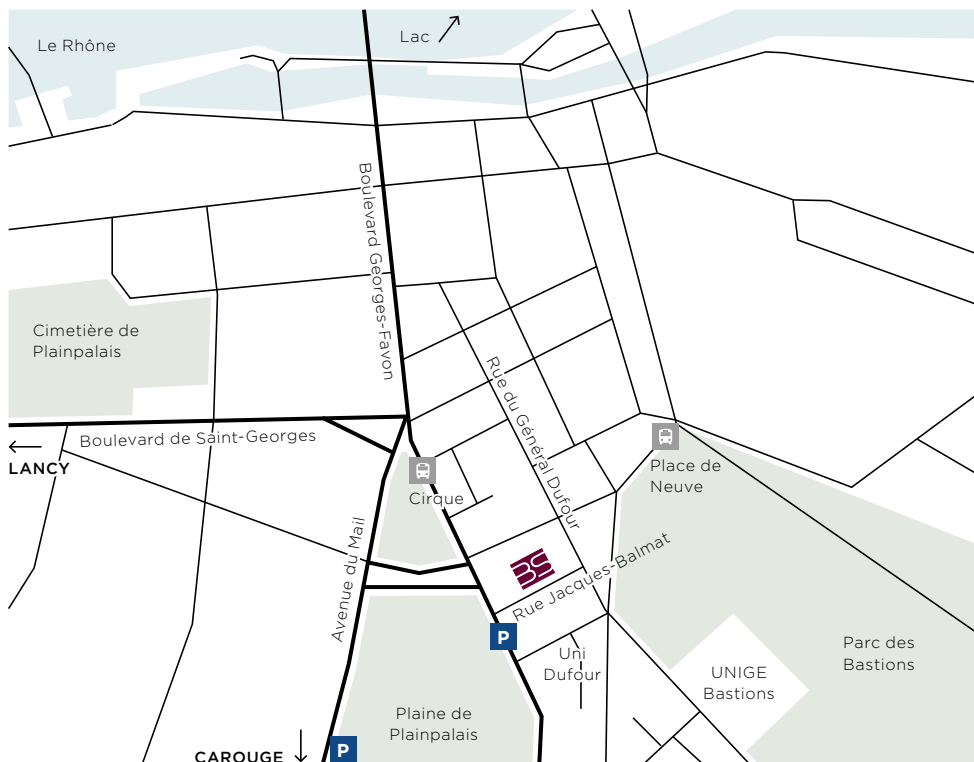 Le Rhône
Lac
Boulevard Georges-Favon
Cimetière de
Plainpalais
Rue du Général Dufour
Boulevard de Saint-Georges
LANCY
Place de
Neuve
Cirque
Avenue du Mail
BS
Rue Jacques-Balmat
P
Uni
Dufour
UNIGE
Bastions
Parc des
Bastions
Plaine de
Plainpalais
CAROUGE
P